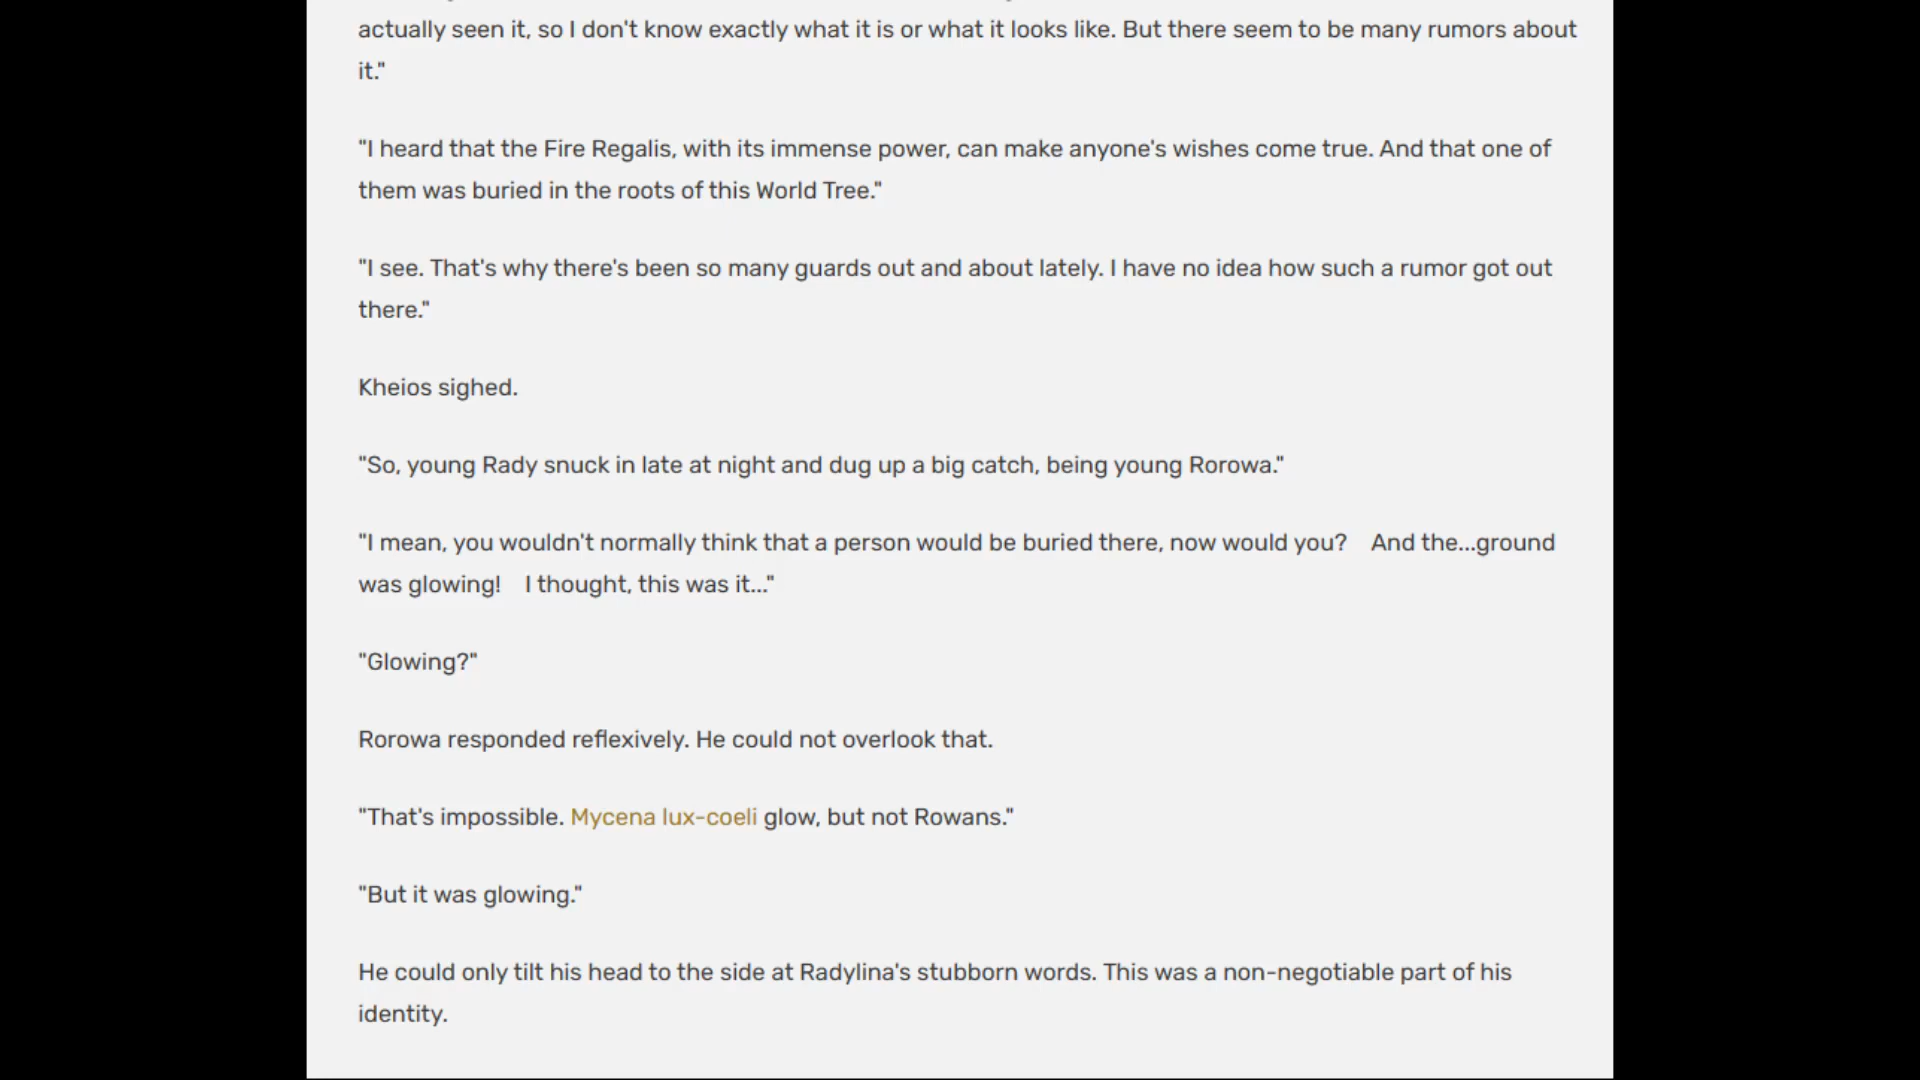 actually seen it, so I don't know exactly what it is or what it looks like. But there seem to be many rumors about
it."
"I heard that the Fire Regalis, with its immense power, can make anyone's wishes come true. And that one of
them was buried in the roots of this World Tree."
"I see. That's why there's been so many guards out and about lately. I have no idea how such a rumor got out
there."
Kheios sighed.
"So, young Rady snuck in late at night and dug up a big catch, being young Rorowa."
"I mean, you wouldn't normally think that a person would be buried there, now would you?　And the...ground
was glowing!　I thought, this was it..."
"Glowing?"
Rorowa responded reflexively. He could not overlook that.
"That's impossible. Mycena lux-coeli glow, but not Rowans."
"But it was glowing."
He could only tilt his head to the side at Radylina's stubborn words. This was a non-negotiable part of his
identity.